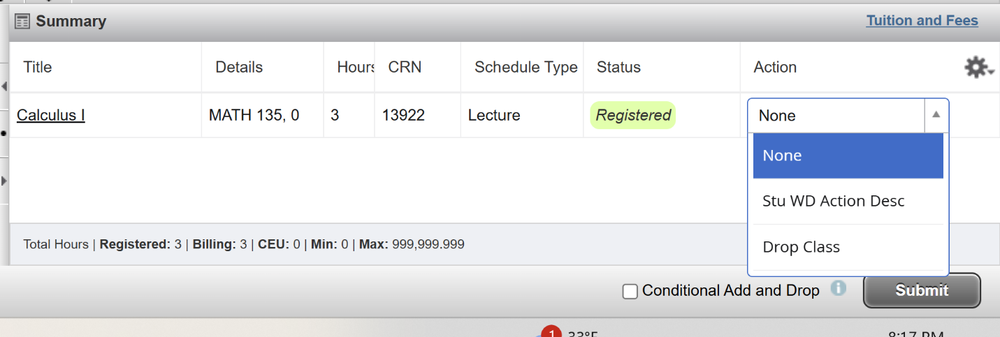 Summary
Tuition and Fees
Title Details Hours CRN Schedule Type Status Action
Calculus I MATH 135, 0 3 13922 Lecture Registered None
None
Stu WD Action Desc
Drop Class
Total Hours | Registered: 3 | Billing: 3 | CEU: 0 | Min: 0 | Max: 999,999.999
Conditional Add and Drop i Submit
1 33°F 8:17 PM